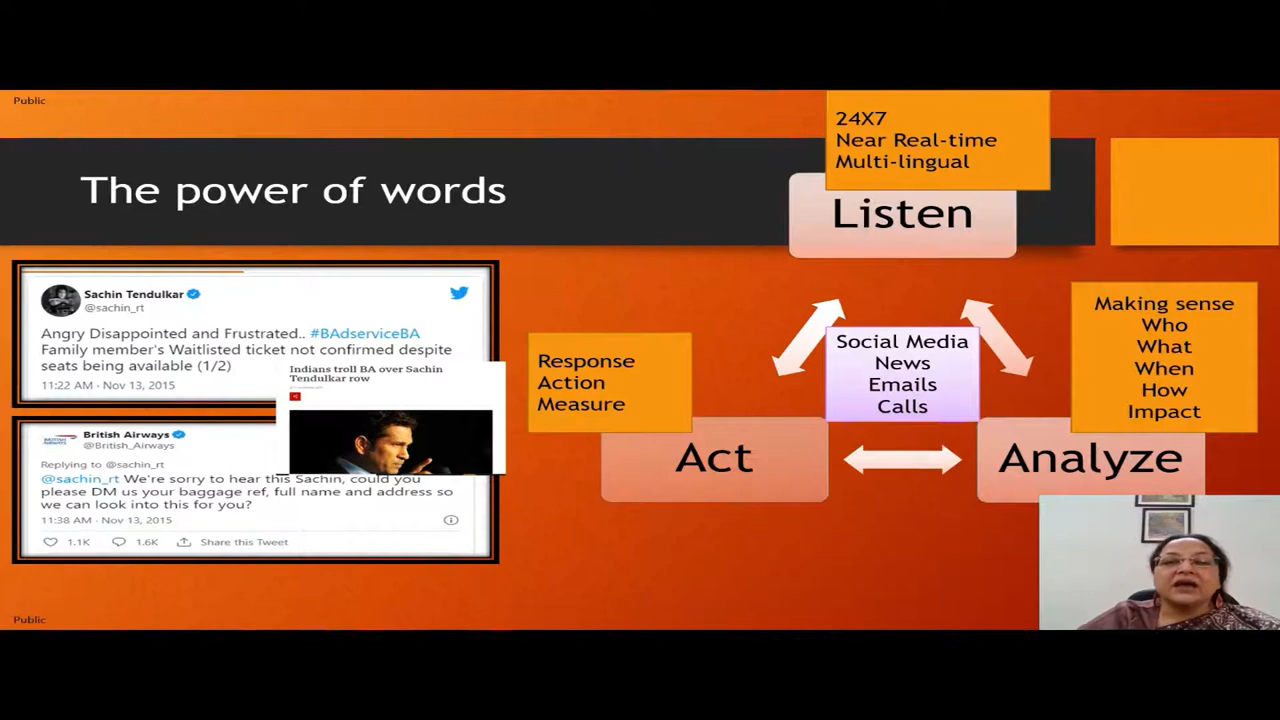 Public
The power of words
24X7
Near Real-time
Multi-lingual
Listen
Sachin Tendulkar
@sachin_rt
Angry Disappointed and Frustrated.. #BAdserviceBA
Family member's Waitlisted ticket not confirmed despite
seats being available (1/2)
11:22 AM · Nov 13, 2015
Indians troll BA over Sachin
Tendulkar row
British Airways
@British_Airways
Replying to @sachin_rt
@sachin_rt We're sorry to hear this Sachin, could you
please DM us your baggage ref, full name and address so
we can look into this for you?
11:38 AM · Nov 13, 2015
1.1K 1.6K Share this Tweet
Response
Action
Measure
Act
Social Media
News
Emails
Calls
Making sense
Who
What
When
How
Impact
Analyze
Public